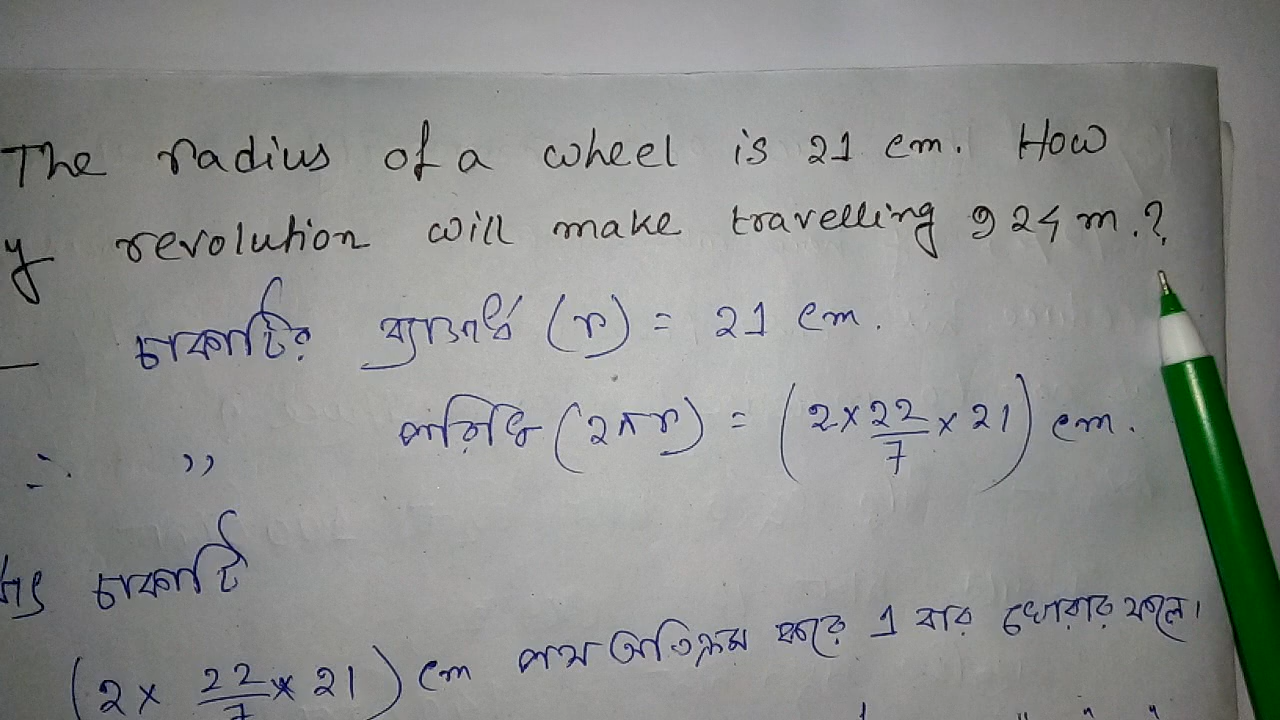 The radius of a wheel is 21 cm. How
y revolution will make travelling 924 m.?
চাকাটির ব্যাসার্ধ (r) = 21 cm.
∴ ,, পরিধি (2πr) = (2 × 22/7 × 21) cm.
চাকাটি
(2 × 22/7 × 21) cm পথ অতিক্রম করে 1 বার ঘোরার ফলে।